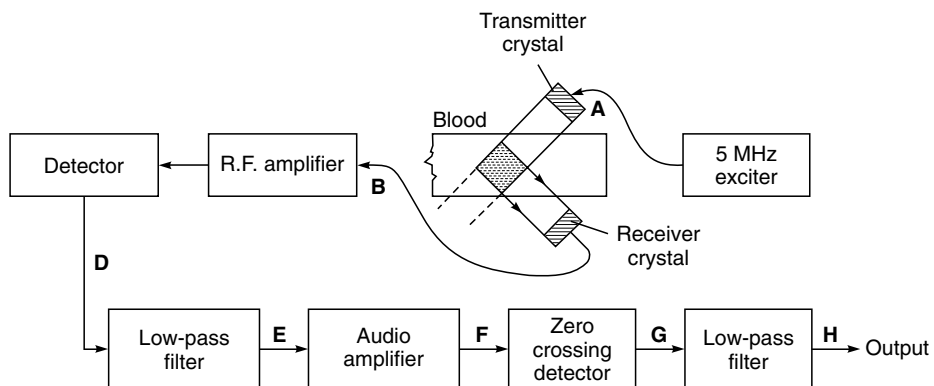 Transmitter
crystal
A
Blood
Detector
R.F. amplifier
B
5 MHz
exciter
Receiver
crystal
D
Low-pass
filter
E
Audio
amplifier
F
Zero
crossing
detector
G
Low-pass
filter
H
Output